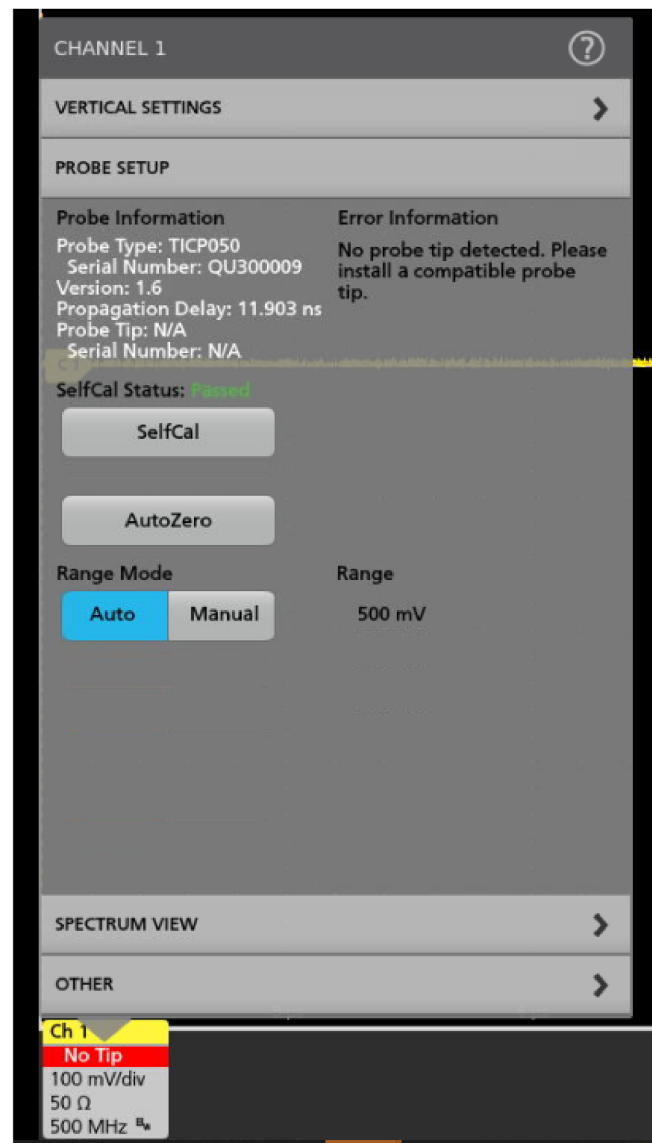 CHANNEL 1
?
VERTICAL SETTINGS
PROBE SETUP
Probe Information
Probe Type: TICP050
Serial Number: QU300009
Version: 1.6
Propagation Delay: 11.903 ns
Probe Tip: N/A
Serial Number: N/A
Error Information
No probe tip detected. Please
install a compatible probe
tip.
C1
SelfCal Status: Passed
SelfCal
AutoZero
Range Mode
Auto
Manual
Range
500 mV
SPECTRUM VIEW
OTHER
Ch 1
No Tip
100 mV/div
50 Ω
500 MHz Bw